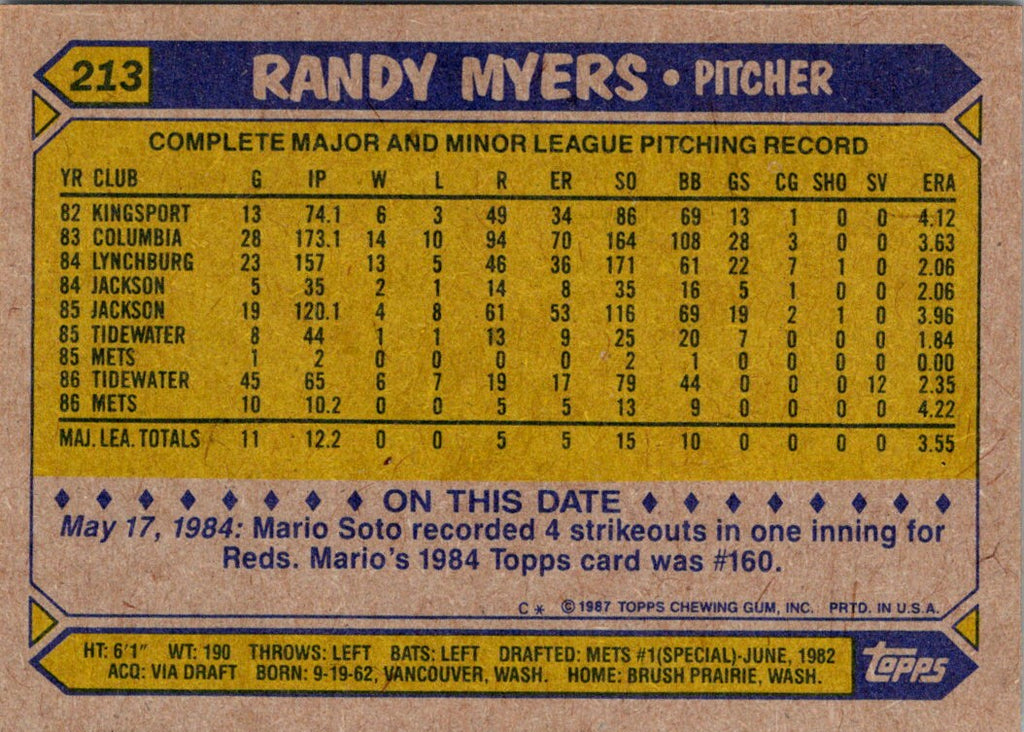 213 RANDY MYERS • PITCHER
COMPLETE MAJOR AND MINOR LEAGUE PITCHING RECORD
YR CLUB G IP W L R ER SO BB GS CG SHO SV ERA
82 KINGSPORT 13 74.1 6 3 49 34 86 69 13 1 0 0 4.12
83 COLUMBIA 28 173.1 14 10 94 70 164 108 28 3 0 0 3.63
84 LYNCHBURG 23 157 13 5 46 36 171 61 22 7 1 0 2.06
84 JACKSON 5 35 2 1 14 8 35 16 5 1 0 0 2.06
85 JACKSON 19 120.1 4 8 61 53 116 69 19 2 1 0 3.96
85 TIDEWATER 8 44 1 1 13 9 25 20 7 0 0 0 1.84
85 METS 1 2 0 0 0 0 2 1 0 0 0 0 0.00
86 TIDEWATER 45 65 6 7 19 17 79 44 0 0 0 12 2.35
86 METS 10 10.2 0 0 5 5 13 9 0 0 0 0 4.22
MAJ. LEA. TOTALS 11 12.2 0 0 5 5 15 10 0 0 0 0 3.55
ON THIS DATE
May 17, 1984: Mario Soto recorded 4 strikeouts in one inning for
Reds. Mario's 1984 Topps card was #160.
C * ©1987 TOPPS CHEWING GUM, INC. PRTD. IN U.S.A.
HT: 6'1" WT: 190 THROWS: LEFT BATS: LEFT DRAFTED: METS #1(SPECIAL)-JUNE, 1982
ACQ: VIA DRAFT BORN: 9-19-62, VANCOUVER, WASH. HOME: BRUSH PRAIRIE, WASH.
topps